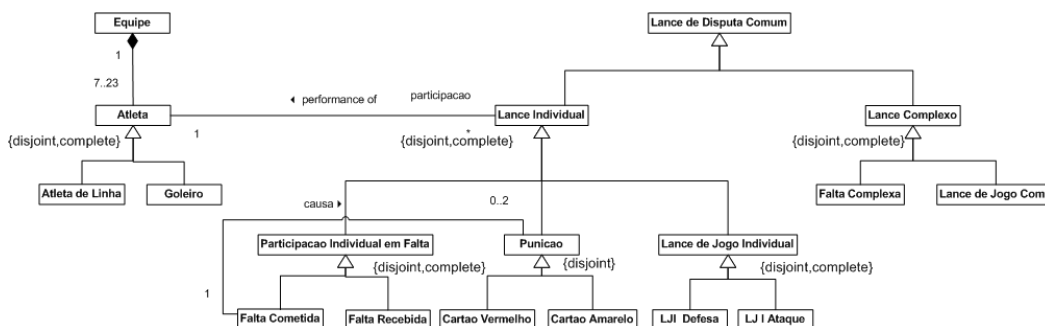 Equipe
Lance de Disputa Comum
1
7..23
◂ performance of
participacao
Atleta
Lance Individual
Lance Complexo
1
*
{disjoint,complete}
{disjoint,complete}
{disjoint,complete}
Atleta de Linha
Goleiro
Falta Complexa
Lance de Jogo Com
causa ▸
0..2
Participacao Individual em Falta
Punicao
Lance de Jogo Individual
{disjoint,complete}
{disjoint}
{disjoint,complete}
1
Falta Cometida
Falta Recebida
Cartao Vermelho
Cartao Amarelo
LJI Defesa
LJ I Ataque